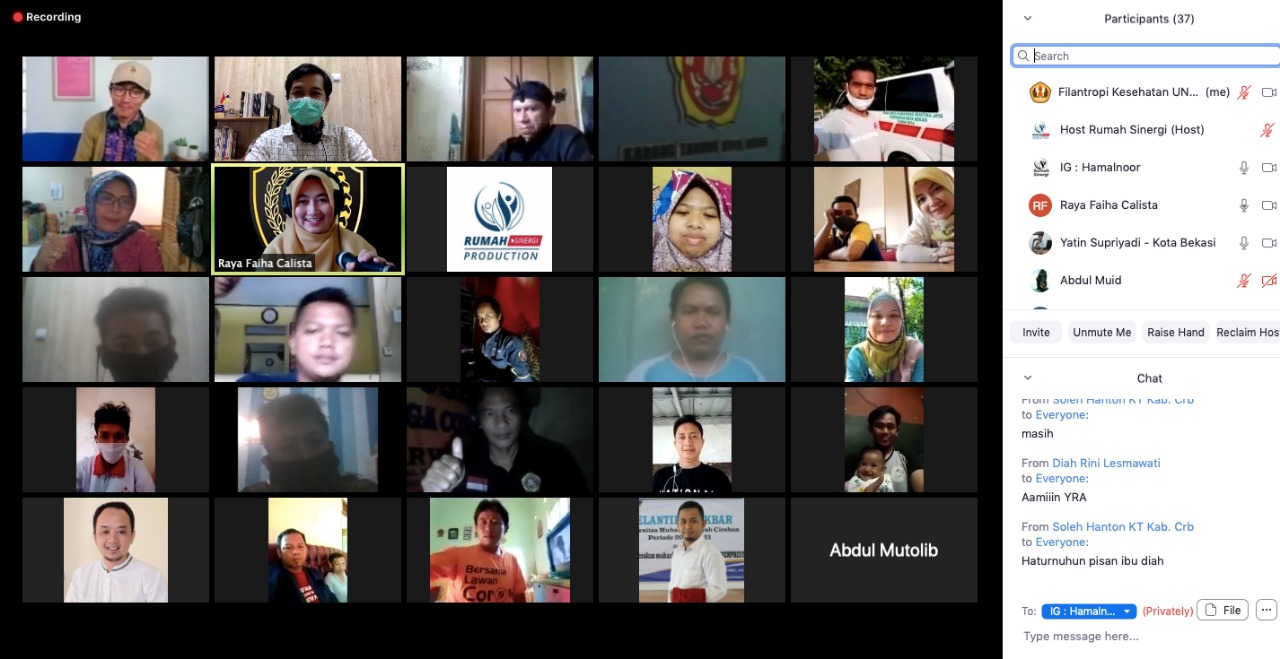 Recording
Raya Faiha Calista
RUMAH SINERGI
PRODUCTION
Bersama
Lawan
Abdul Mutolib
Participants (37)
Search
Filantropi Kesehatan UN... (me)
Host Rumah Sinergi (Host)
IG : Hamalnoor
RF Raya Faiha Calista
Yatin Supriyadi - Kota Bekasi
Abdul Muid
Invite Unmute Me Raise Hand Reclaim Hos
Chat
From Soleh Hanton KT Kab. Crb
to Everyone:
masih
From Diah Rini Lesmawati
to Everyone:
Aamiiin YRA
From Soleh Hanton KT Kab. Crb
to Everyone:
Haturnuhun pisan ibu diah
To: IG : Hamaln... (Privately) File
Type message here...